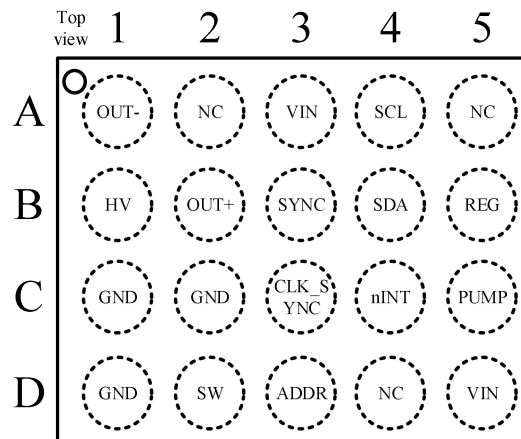 Top
view
1 2 3 4 5
A OUT- NC VIN SCL NC
B HV OUT+ SYNC SDA REG
C GND GND CLK_S
YNC nINT PUMP
D GND SW ADDR NC VIN